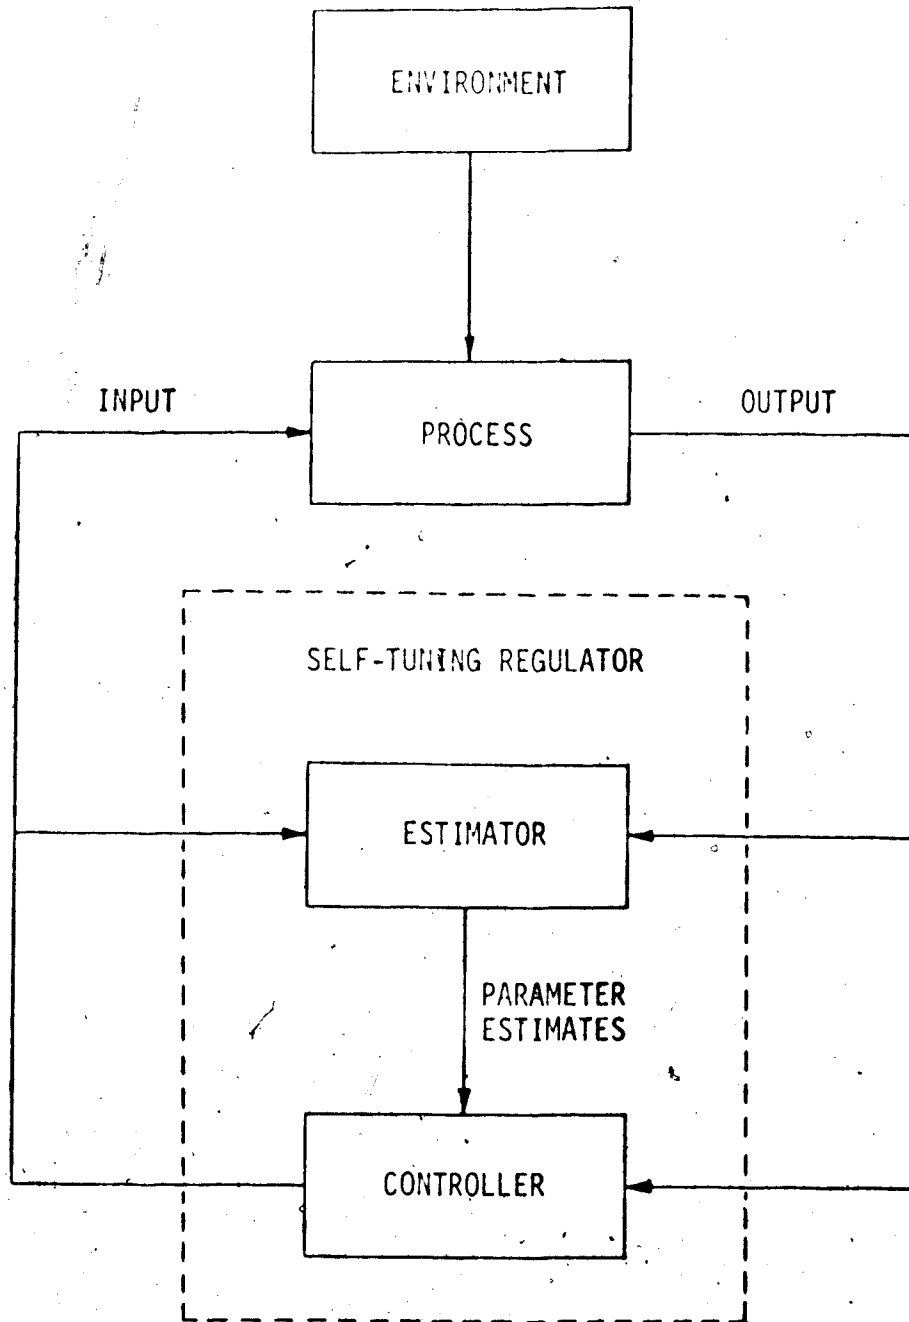 ENVIRONMENT
INPUT
OUTPUT
PROCESS
SELF-TUNING REGULATOR
ESTIMATOR
PARAMETER
ESTIMATES
CONTROLLER